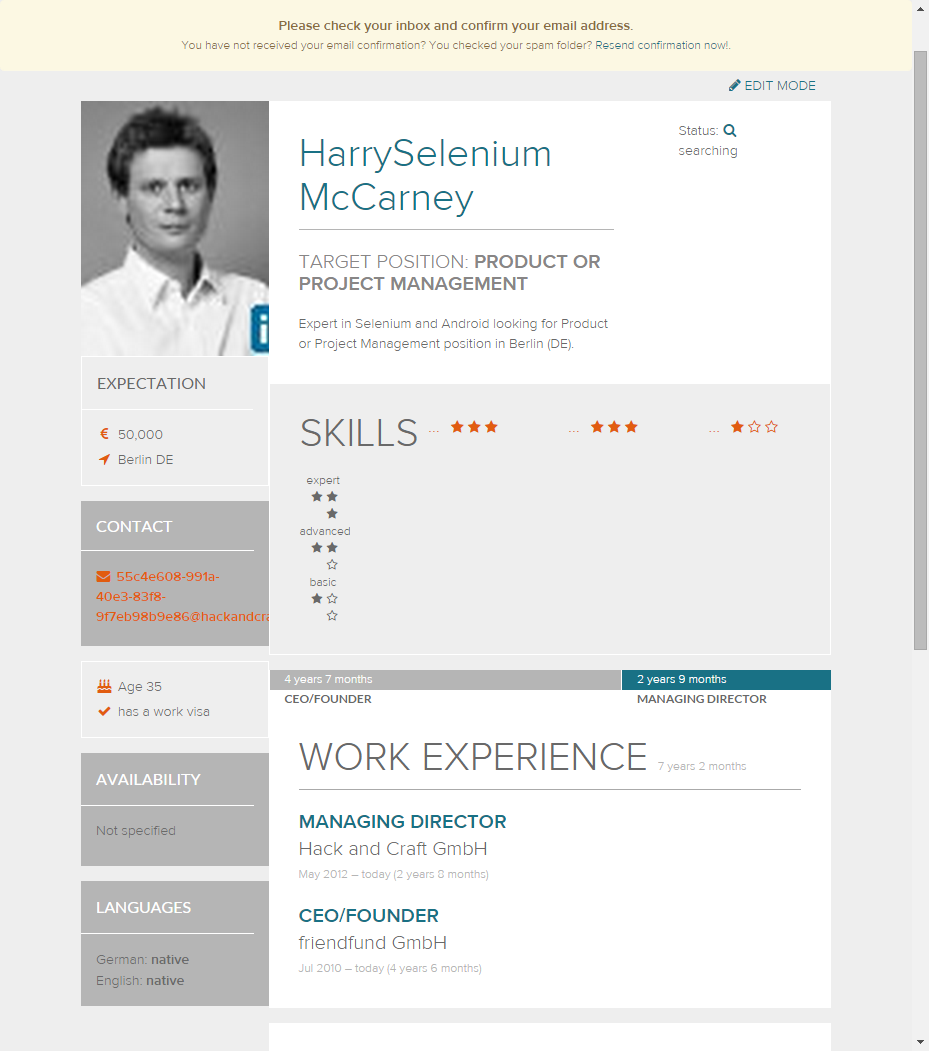 Please check your inbox and confirm your email address.
You have not received your email confirmation? You checked your spam folder? Resend confirmation now!.
EDIT MODE
HarrySelenium
McCarney
Status:
searching
TARGET POSITION: PRODUCT OR
PROJECT MANAGEMENT
Expert in Selenium and Android looking for Product
or Project Management position in Berlin (DE).
EXPECTATION
€ 50,000
Berlin DE
CONTACT
55c4e608-991a-
40e3-83f8-
9f7eb98b9e86@hackandcra
Age 35
has a work visa
AVAILABILITY
Not specified
LANGUAGES
German: native
English: native
SKILLS ... ... ...
expert
advanced
basic
4 years 7 months 2 years 9 months
CEO/FOUNDER MANAGING DIRECTOR
WORK EXPERIENCE 7 years 2 months
MANAGING DIRECTOR
Hack and Craft GmbH
May 2012 – today (2 years 8 months)
CEO/FOUNDER
friendfund GmbH
Jul 2010 – today (4 years 6 months)